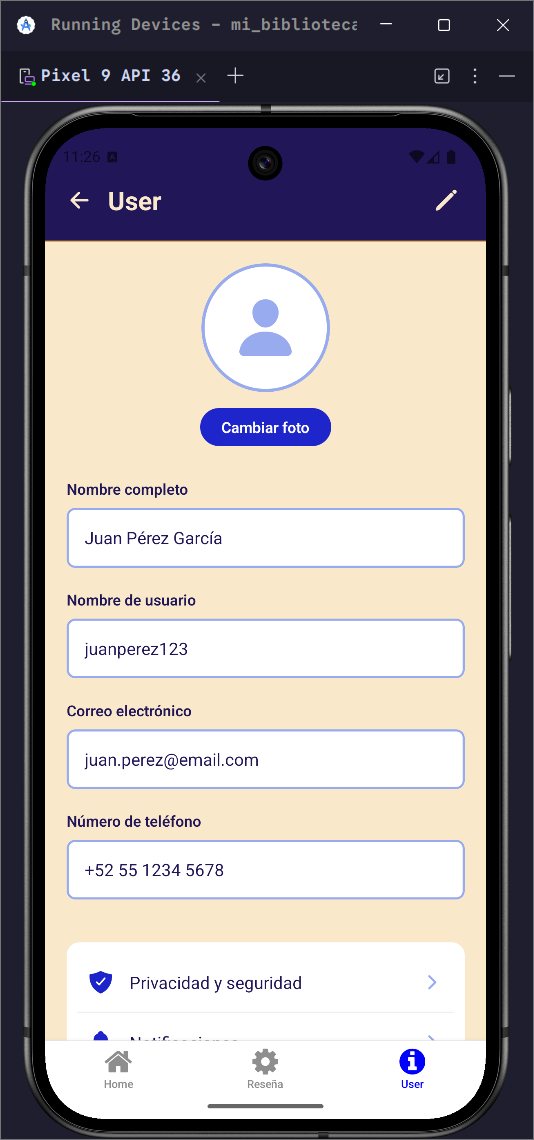 Running Devices - mi_biblioteca
Pixel 9 API 36
11:26
User
Cambiar foto
Nombre completo
Juan Pérez García
Nombre de usuario
juanperez123
Correo electrónico
juan.perez@email.com
Número de teléfono
+52 55 1234 5678
Privacidad y seguridad
Notificaciones
Home
Reseña
User